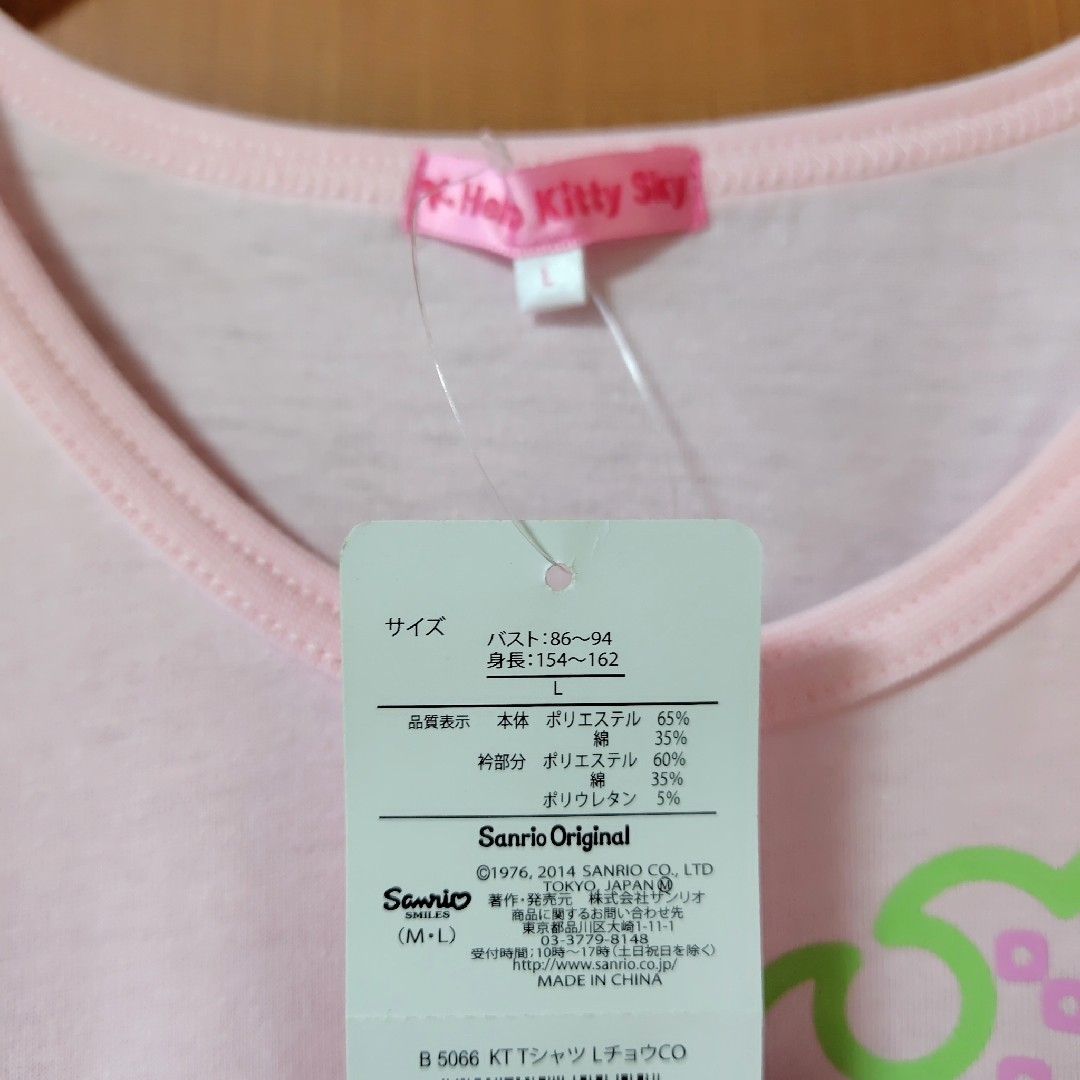 Hello Kitty Sky
L
サイズ
バスト:86〜94
身長:154〜162
L
品質表示 本体 ポリエステル 65%
綿 35%
衿部分 ポリエステル 60%
綿 35%
ポリウレタン 5%
Sanrio Original
©1976, 2014 SANRIO CO., LTD
TOKYO, JAPAN Ⓜ
Sanrio
SMILES
(M・L)
著作・発売元 株式会社サンリオ
商品に関するお問い合わせ先
東京都品川区大崎1-11-1
03-3779-8148
受付時間；10時〜17時（土日祝日を除く）
http://www.sanrio.co.jp/
MADE IN CHINA
B 5066 KT Tシャツ LチョウCO